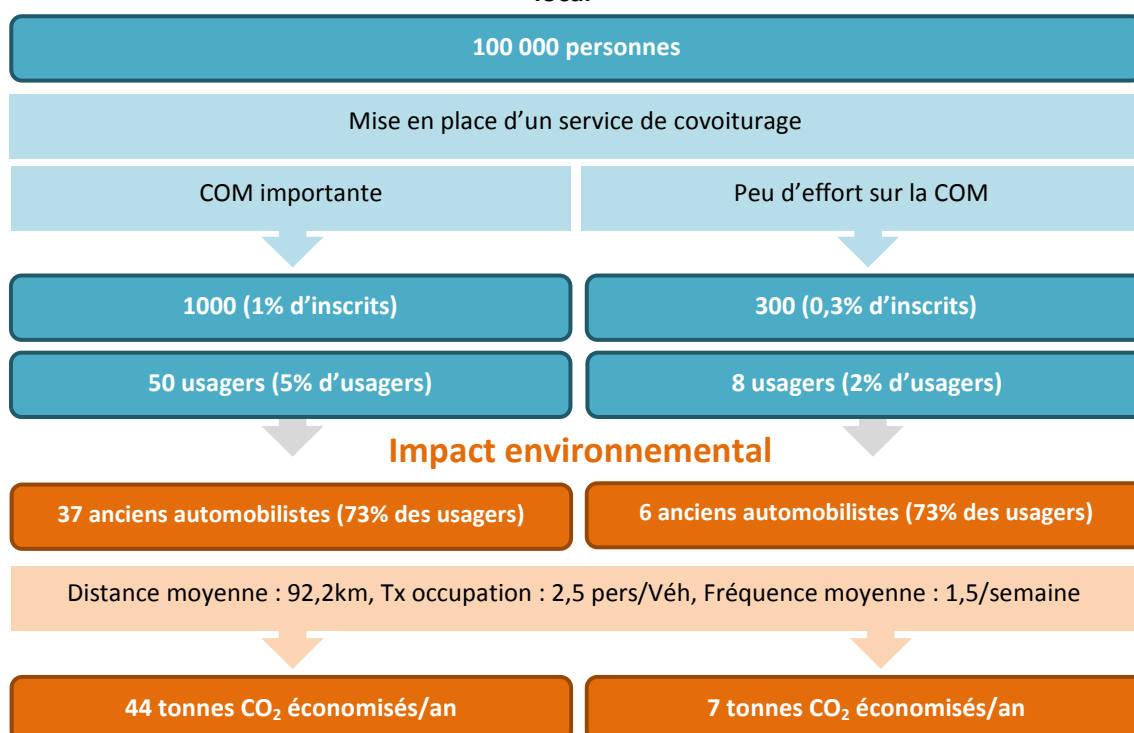 100 000 personnes
Mise en place d’un service de covoiturage
COM importante
Peu d’effort sur la COM
1000 (1% d’inscrits)
300 (0,3% d’inscrits)
50 usagers (5% d’usagers)
8 usagers (2% d’usagers)
Impact environnemental
37 anciens automobilistes (73% des usagers)
6 anciens automobilistes (73% des usagers)
Distance moyenne : 92,2km, Tx occupation : 2,5 pers/Véh, Fréquence moyenne : 1,5/semaine
44 tonnes CO₂ économisés/an
7 tonnes CO₂ économisés/an